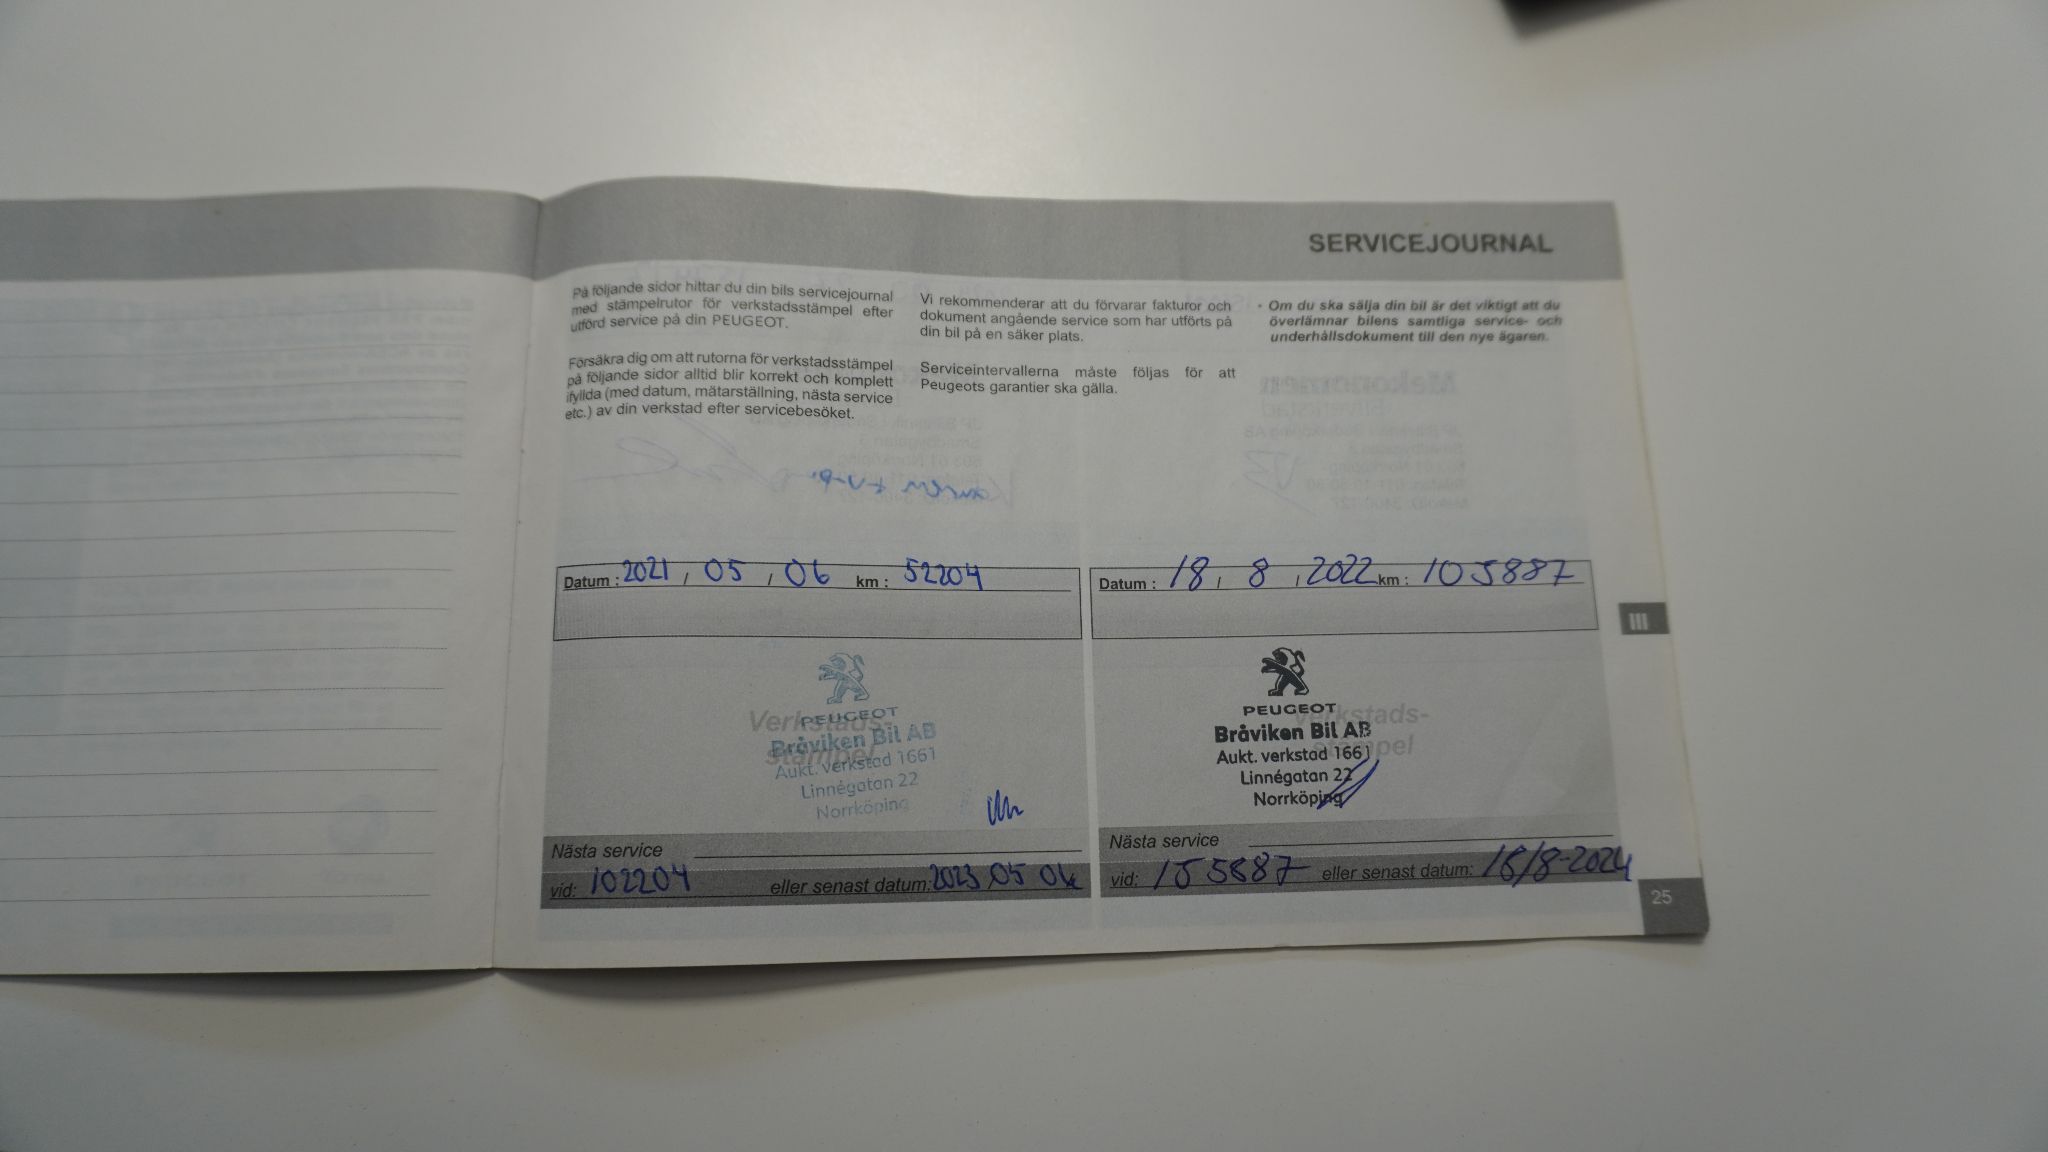 SERVICEJOURNAL
På följande sidor hittar du din bils servicejournal
med stämpelrutor för verkstadsstämpel efter
utförd service på din PEUGEOT.
Försäkra dig om att rutorna för verkstadsstämpel
på följande sidor alltid blir korrekt och komplett
ifyllda (med datum, mätarställning, nästa service
etc.) av din verkstad efter servicebesöket.
Vi rekommenderar att du förvarar fakturor och
dokument angående service som har utförts på
din bil på en säker plats.
Serviceintervallerna måste följas för att
Peugeots garantier ska gälla.
• Om du ska sälja din bil är det viktigt att du
överlämnar bilens samtliga service- och
underhållsdokument till den nye ägaren.
Datum : 2021 / 05 / 06 km : 52204
Verkstads-
stämpel
PEUGEOT
Bråviken Bil AB
Aukt. verkstad 1661
Linnégatan 22
Norrköping
Nästa service
vid: 102204 eller senast datum: 2023 05 06
Datum : 18 / 8 / 2022 km : 105887
Verkstads-
stämpel
PEUGEOT
Bråviken Bil AB
Aukt. verkstad 1661
Linnégatan 22
Norrköping
Nästa service
vid: 155887 eller senast datum: 18/8-2024
III
25